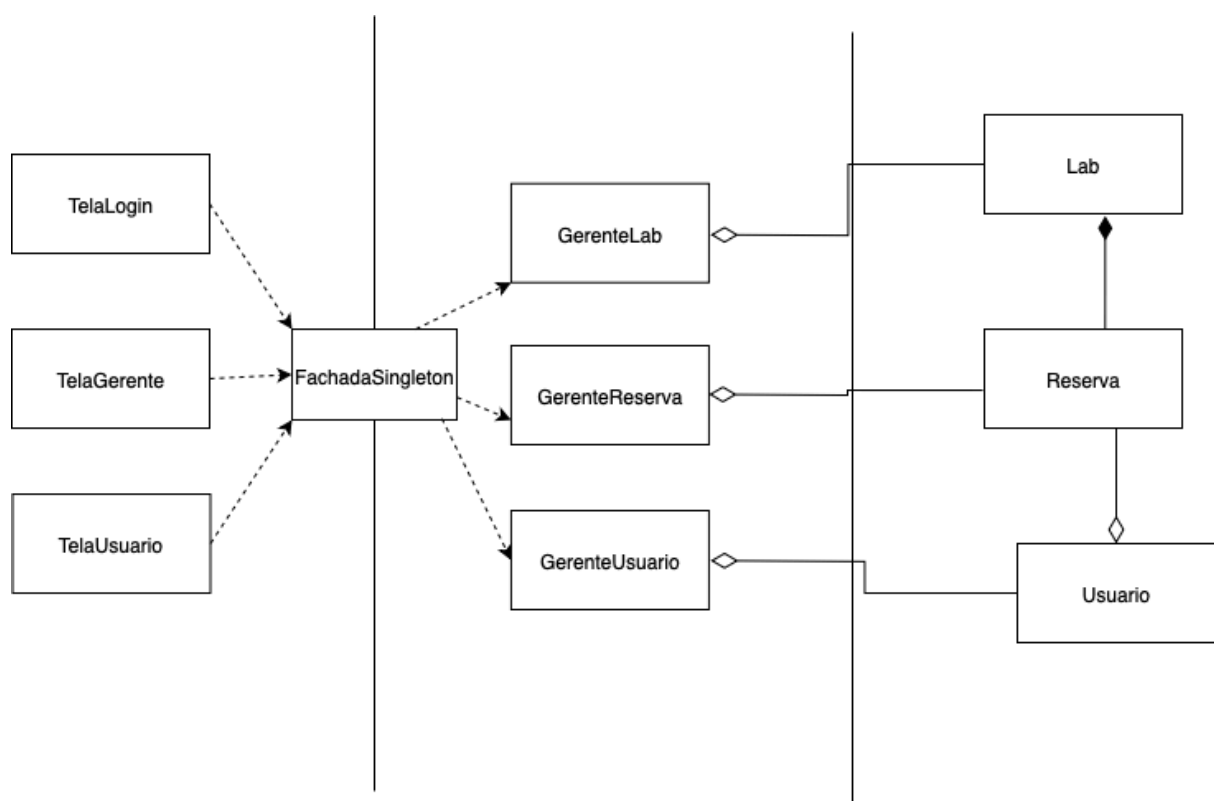 TelaLogin
TelaGerente
TelaUsuario
FachadaSingleton
GerenteLab
GerenteReserva
GerenteUsuario
Lab
Reserva
Usuario